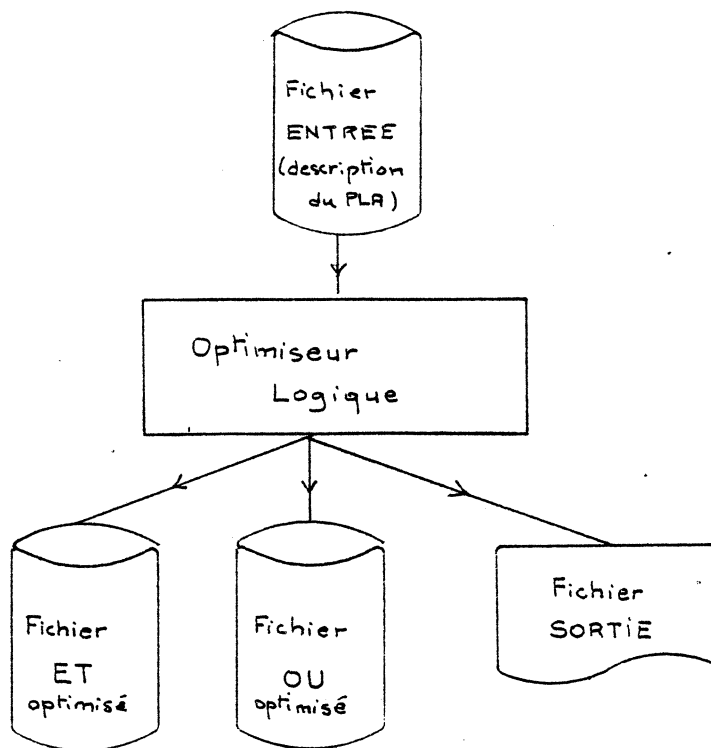 Fichier
ENTREE
(description
du PLA)
Optimiseur
Logique
Fichier
ET
optimisé
Fichier
OU
optimisé
Fichier
SORTIE